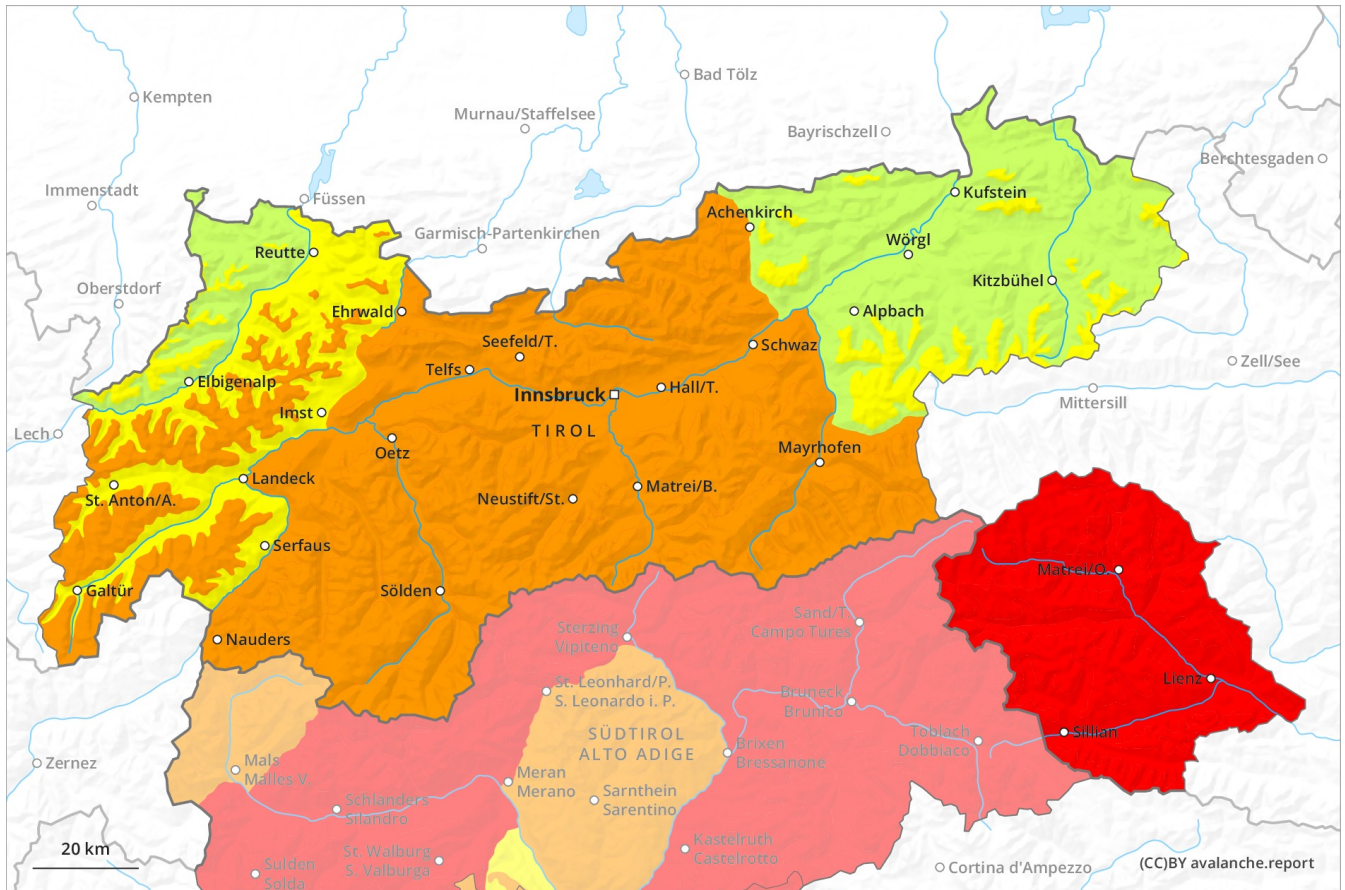 Kempten
Bad Tölz
Murnau/Staffelsee
Bayrischzell
Berchtesgaden
Immenstadt
Füssen
Kufstein
Achenkirch
Garmisch-Partenkirchen
Reutte
Wörgl
Oberstdorf
Kitzbühel
Ehrwald
Alpbach
Seefeld/T.
Schwaz
Telfs
Zell/See
Elbigenalp
Hall/T.
Innsbruck
Mittersill
Imst
Lech
TIROL
Oetz
Mayrhofen
Landeck
Matrei/B.
St. Anton/A.
Neustift/St.
Serfaus
Matrei/O.
Galtür
Sölden
Sand/T.
Campo Tures
Sterzing
Vipiteno
Nauders
Lienz
St. Leonhard/P.
S. Leonardo i. P.
Bruneck
Brunico
SÜDTIROL
ALTO ADIGE
Toblach
Dobbiaco
Sillian
Brixen
Bressanone
Zernez
Mals
Malles V.
Meran
Merano
Sarnthein
Sarentino
Schlanders
Silandro
Kastelruth
Castelrotto
20 km
St. Walburg
S. Valburga
Sulden
Solda
Cortina d'Ampezzo
(CC)BY avalanche.report